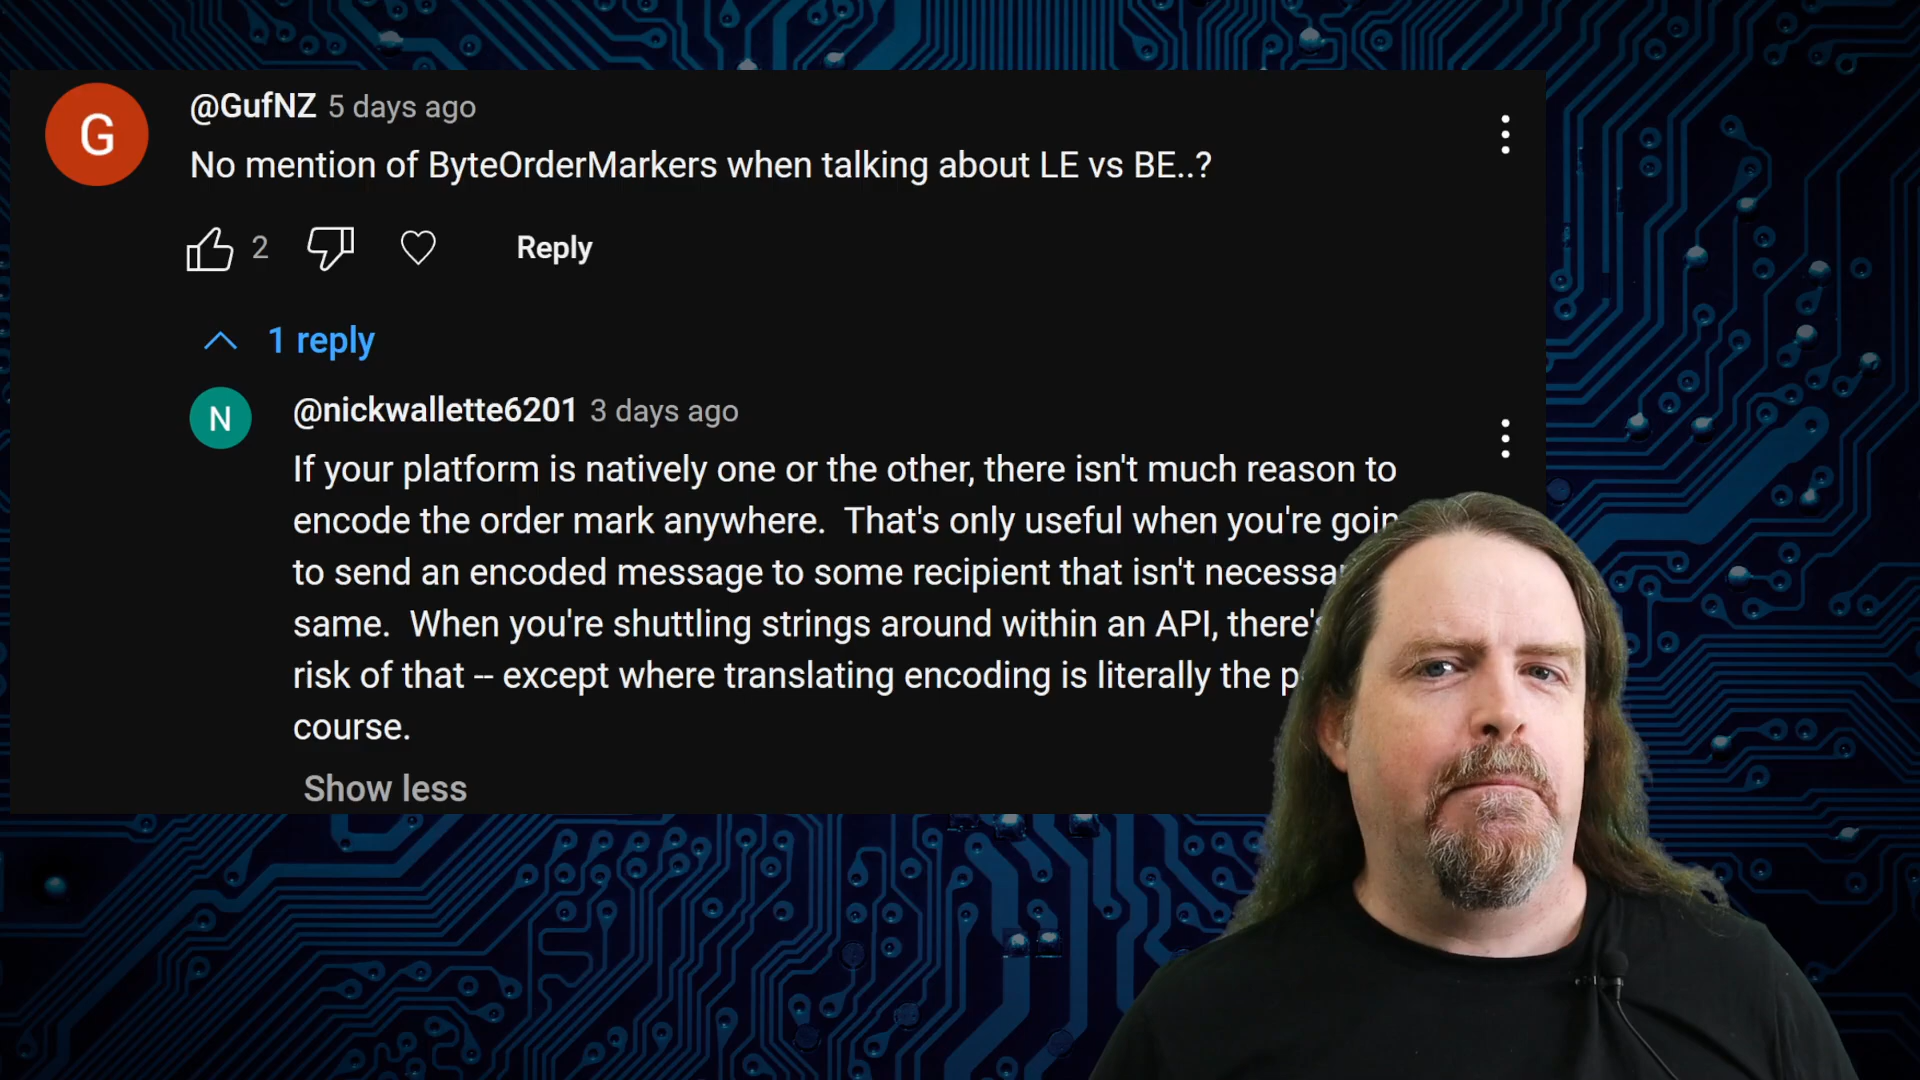 G
@GufNZ 5 days ago
No mention of ByteOrderMarkers when talking about LE vs BE..?
2
Reply
1 reply
N
@nickwallette6201 3 days ago
If your platform is natively one or the other, there isn't much reason to
encode the order mark anywhere. That's only useful when you're
to send an encoded message to some recipient that isn't
same. When you're shuttling strings around within an API,
risk of that -- except where translating encoding is literally the
course.
Show less